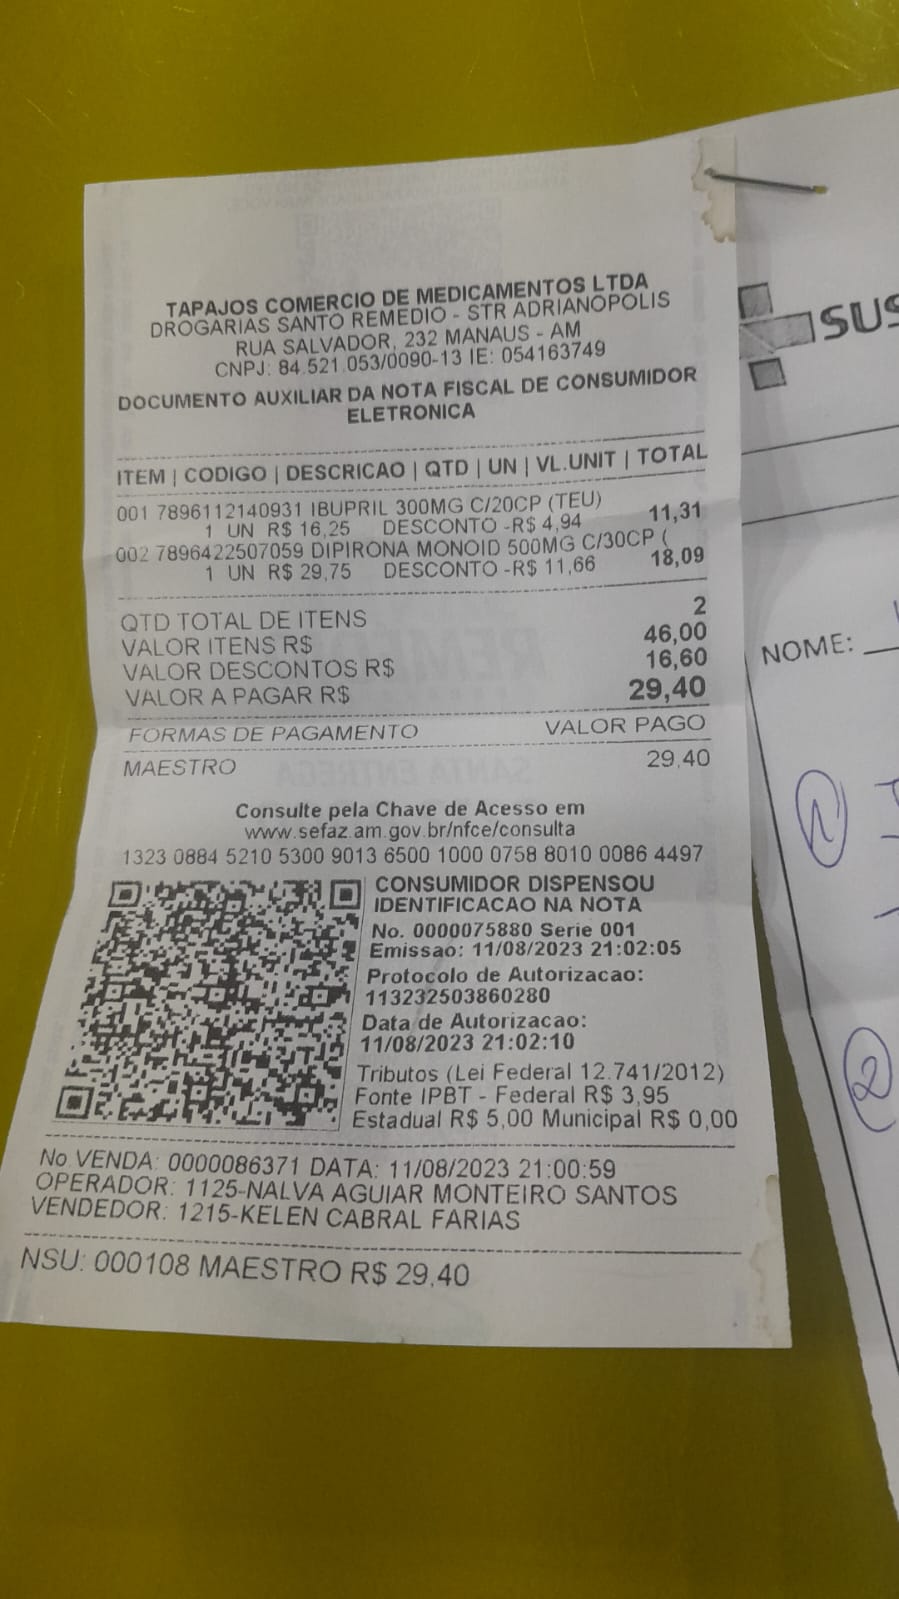 TAPAJOS COMERCIO DE MEDICAMENTOS LTDA
DROGARIAS SANTO REMEDIO - STR ADRIANOPOLIS
RUA SALVADOR, 232 MANAUS - AM
CNPJ: 84.521.053/0090-13 IE: 054163749
DOCUMENTO AUXILIAR DA NOTA FISCAL DE CONSUMIDOR
ELETRONICA
ITEM | CODIGO | DESCRICAO | QTD | UN | VL.UNIT | TOTAL
001 7896112140931 IBUPRIL 300MG C/20CP (TEU)
1 UN R$ 16,25 DESCONTO -R$ 4,94 11,31
002 7896422507059 DIPIRONA MONOID 500MG C/30CP (
1 UN R$ 29,75 DESCONTO -R$ 11,66 18,09
QTD TOTAL DE ITENS 2
VALOR ITENS R$ 46,00
VALOR DESCONTOS R$ 16,60
VALOR A PAGAR R$ 29,40
FORMAS DE PAGAMENTO VALOR PAGO
MAESTRO 29,40
Consulte pela Chave de Acesso em
www.sefaz.am.gov.br/nfce/consulta
1323 0884 5210 5300 9013 6500 1000 0758 8010 0086 4497
CONSUMIDOR DISPENSOU
IDENTIFICACAO NA NOTA
No. 0000075880 Serie 001
Emissao: 11/08/2023 21:02:05
Protocolo de Autorizacao:
113232503860280
Data de Autorizacao:
11/08/2023 21:02:10
Tributos (Lei Federal 12.741/2012)
Fonte IPBT - Federal R$ 3,95
Estadual R$ 5,00 Municipal R$ 0,00
No VENDA: 0000086371 DATA: 11/08/2023 21:00:59
OPERADOR: 1125-NALVA AGUIAR MONTEIRO SANTOS
VENDEDOR: 1215-KELEN CABRAL FARIAS
NSU: 000108 MAESTRO R$ 29,40
SUS
NOME:
2